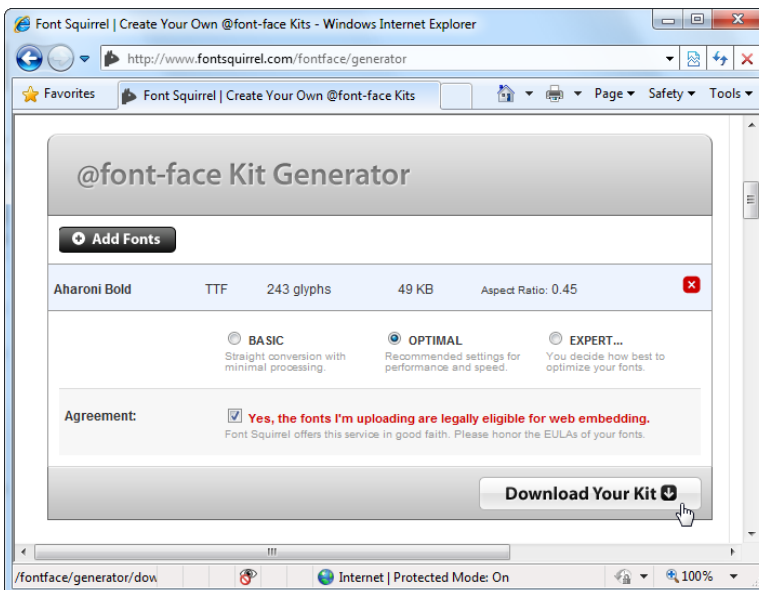 Font Squirrel | Create Your Own @font-face Kits - Windows Internet Explorer
http://www.fontsquirrel.com/fontface/generator
Favorites Font Squirrel | Create Your Own @font-face Kits Page Safety Tools
@font-face Kit Generator
Add Fonts
Aharoni Bold TTF 243 glyphs 49 KB Aspect Ratio: 0.45
BASIC OPTIMAL EXPERT...
Straight conversion with Recommended settings for You decide how best to
minimal processing. performance and speed. optimize your fonts.
Agreement: Yes, the fonts I'm uploading are legally eligible for web embedding.
Font Squirrel offers this service in good faith. Please honor the EULAs of your fonts.
Download Your Kit
/fontface/generator/dow Internet | Protected Mode: On 100%